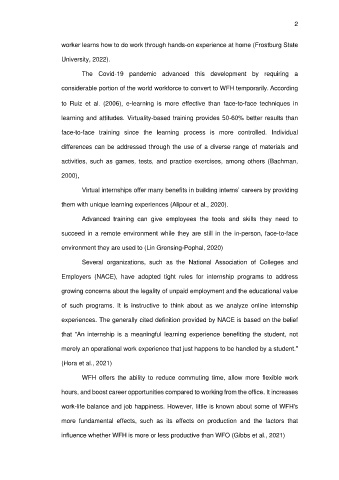 2
worker learns how to do work through hands-on experience at home (Frostburg State
University, 2022).
The Covid-19 pandemic advanced this development by requiring a
considerable portion of the world workforce to convert to WFH temporarily. According
to Ruiz et al. (2006), e-learning is more effective than face-to-face techniques in
learning and attitudes. Virtuality-based training provides 50-60% better results than
face-to-face training since the learning process is more controlled. Individual
differences can be addressed through the use of a diverse range of materials and
activities, such as games, tests, and practice exercises, among others (Bachman,
2000),
Virtual internships offer many benefits in building interns' careers by providing
them with unique learning experiences (Alipour et al., 2020).
Advanced training can give employees the tools and skills they need to
succeed in a remote environment while they are still in the in-person, face-to-face
environment they are used to (Lin Grensing-Pophal, 2020)
Several organizations, such as the National Association of Colleges and
Employers (NACE), have adopted tight rules for internship programs to address
growing concerns about the legality of unpaid employment and the educational value
of such programs. It is instructive to think about as we analyze online internship
experiences. The generally cited definition provided by NACE is based on the belief
that "An internship is a meaningful learning experience benefiting the student, not
merely an operational work experience that just happens to be handled by a student."
(Hora et al., 2021)
WFH offers the ability to reduce commuting time, allow more flexible work
hours, and boost career opportunities compared to working from the office. It increases
work-life balance and job happiness. However, little is known about some of WFH's
more fundamental effects, such as its effects on production and the factors that
influence whether WFH is more or less productive than WFO (Gibbs et al., 2021)